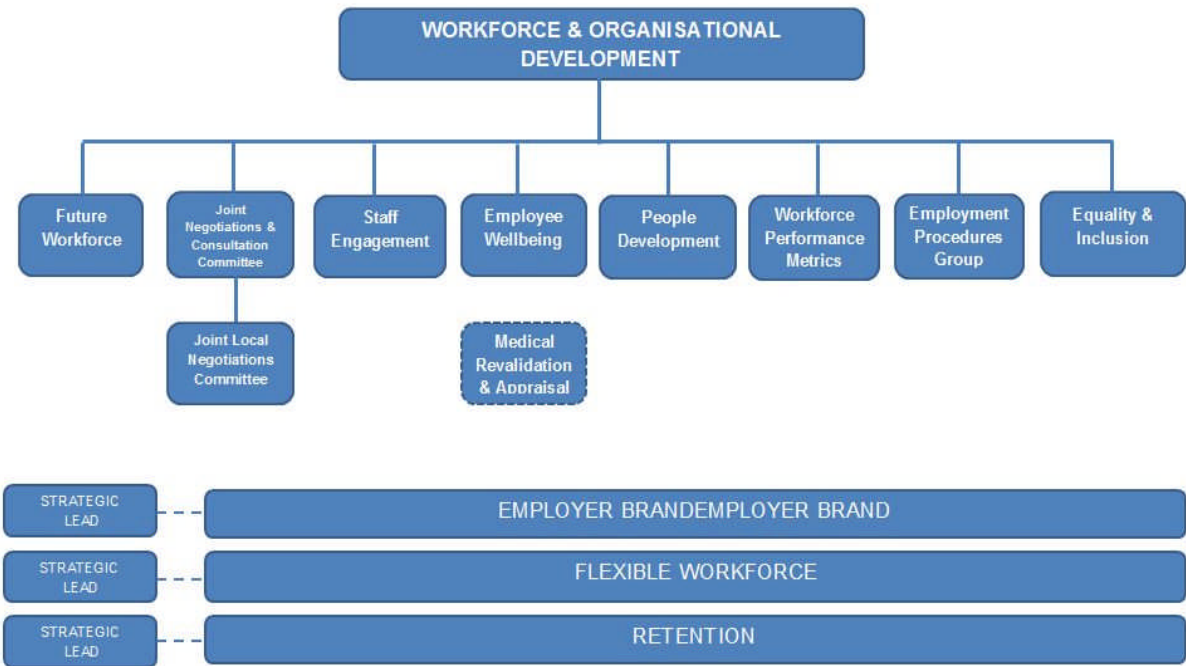 WORKFORCE & ORGANISATIONAL
DEVELOPMENT
Future
Workforce
Joint
Negotiations &
Consultation
Committee
Staff
Engagement
Employee
Wellbeing
People
Development
Workforce
Performance
Metrics
Employment
Procedures
Group
Equality &
Inclusion
Joint Local
Negotiations
Committee
Medical
Revalidation
& Appraisal
STRATEGIC
LEAD
EMPLOYER BRANDEMPLOYER BRAND
STRATEGIC
LEAD
FLEXIBLE WORKFORCE
STRATEGIC
LEAD
RETENTION